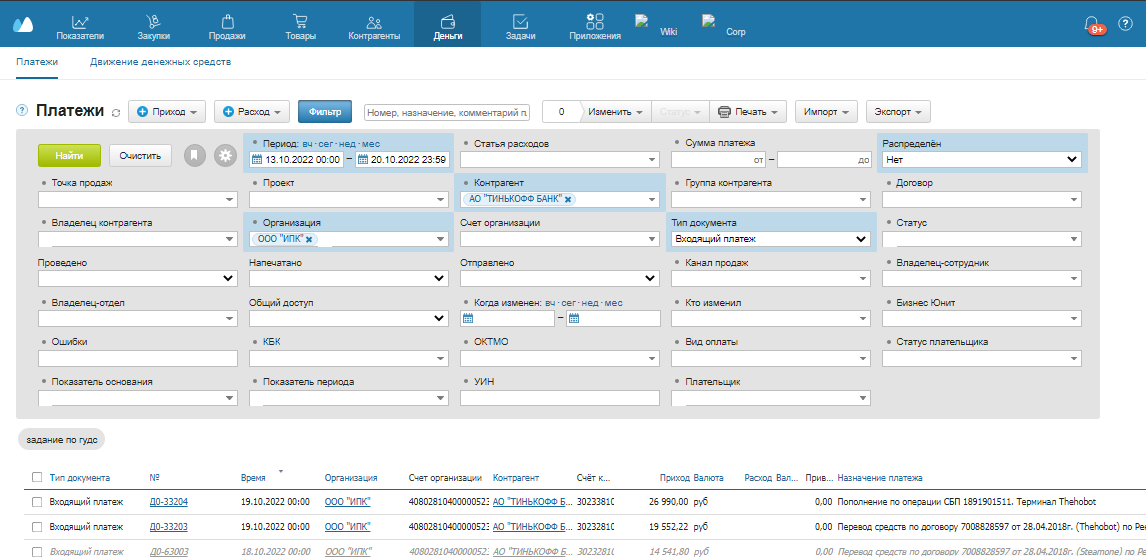 Показатели Закупки Продажи Товары Контрагенты Деньги Задачи Приложения Wiki Corp 9+ ?
Платежи Движение денежных средств
? Платежи Приход Расход Фильтр Номер, назначение, комментарий п. 0 Изменить Статус Печать Импорт Экспорт
Найти Очистить
Период: вч · сег · нед · мес Статья расходов Сумма платежа Распределён
13.10.2022 00:00 – 20.10.2022 23:59 от – до Нет
Точка продаж Проект Контрагент Группа контрагента Договор
АО "ТИНЬКОФФ БАНК" ×
Владелец контрагента Организация Счет организации Тип документа Статус
ООО "ИПК" × Входящий платеж
Проведено Напечатано Отправлено Канал продаж Владелец-сотрудник
Владелец-отдел Общий доступ Когда изменен: вч · сег · нед · мес Кто изменил Бизнес Юнит
–
Ошибки КБК ОКТМО Вид оплаты Статус плательщика
Показатель основания Показатель периода УИН Плательщик
задание по гудс
Тип документа № Время Организация Счет организации Контрагент Счёт к... Приход Валюта Расход Валю... Прив... Назначение платежа
Входящий платеж Д0-33204 19.10.2022 00:00 ООО "ИПК" 40802810400000523 АО "ТИНЬКОФФ Б... 30233810 26 990,00 руб 0,00 Пополнение по операции СБП 1891901511. Терминал Thehobot
Входящий платеж Д0-33203 19.10.2022 00:00 ООО "ИПК" 40802810400000523 АО "ТИНЬКОФФ Б... 30232810 19 552,22 руб 0,00 Перевод средств по договору 7008828597 от 28.04.2018г. (Thehobot) по Рее
Входящий платеж Д0-63003 18.10.2022 00:00 ООО "ИПК" 40802810400000523 АО "ТИНЬКОФФ Б... 30232810 14 541,80 руб 0,00 Перевод средств по договору 7008828597 от 28.04.2018г. (Steamone) по Ре